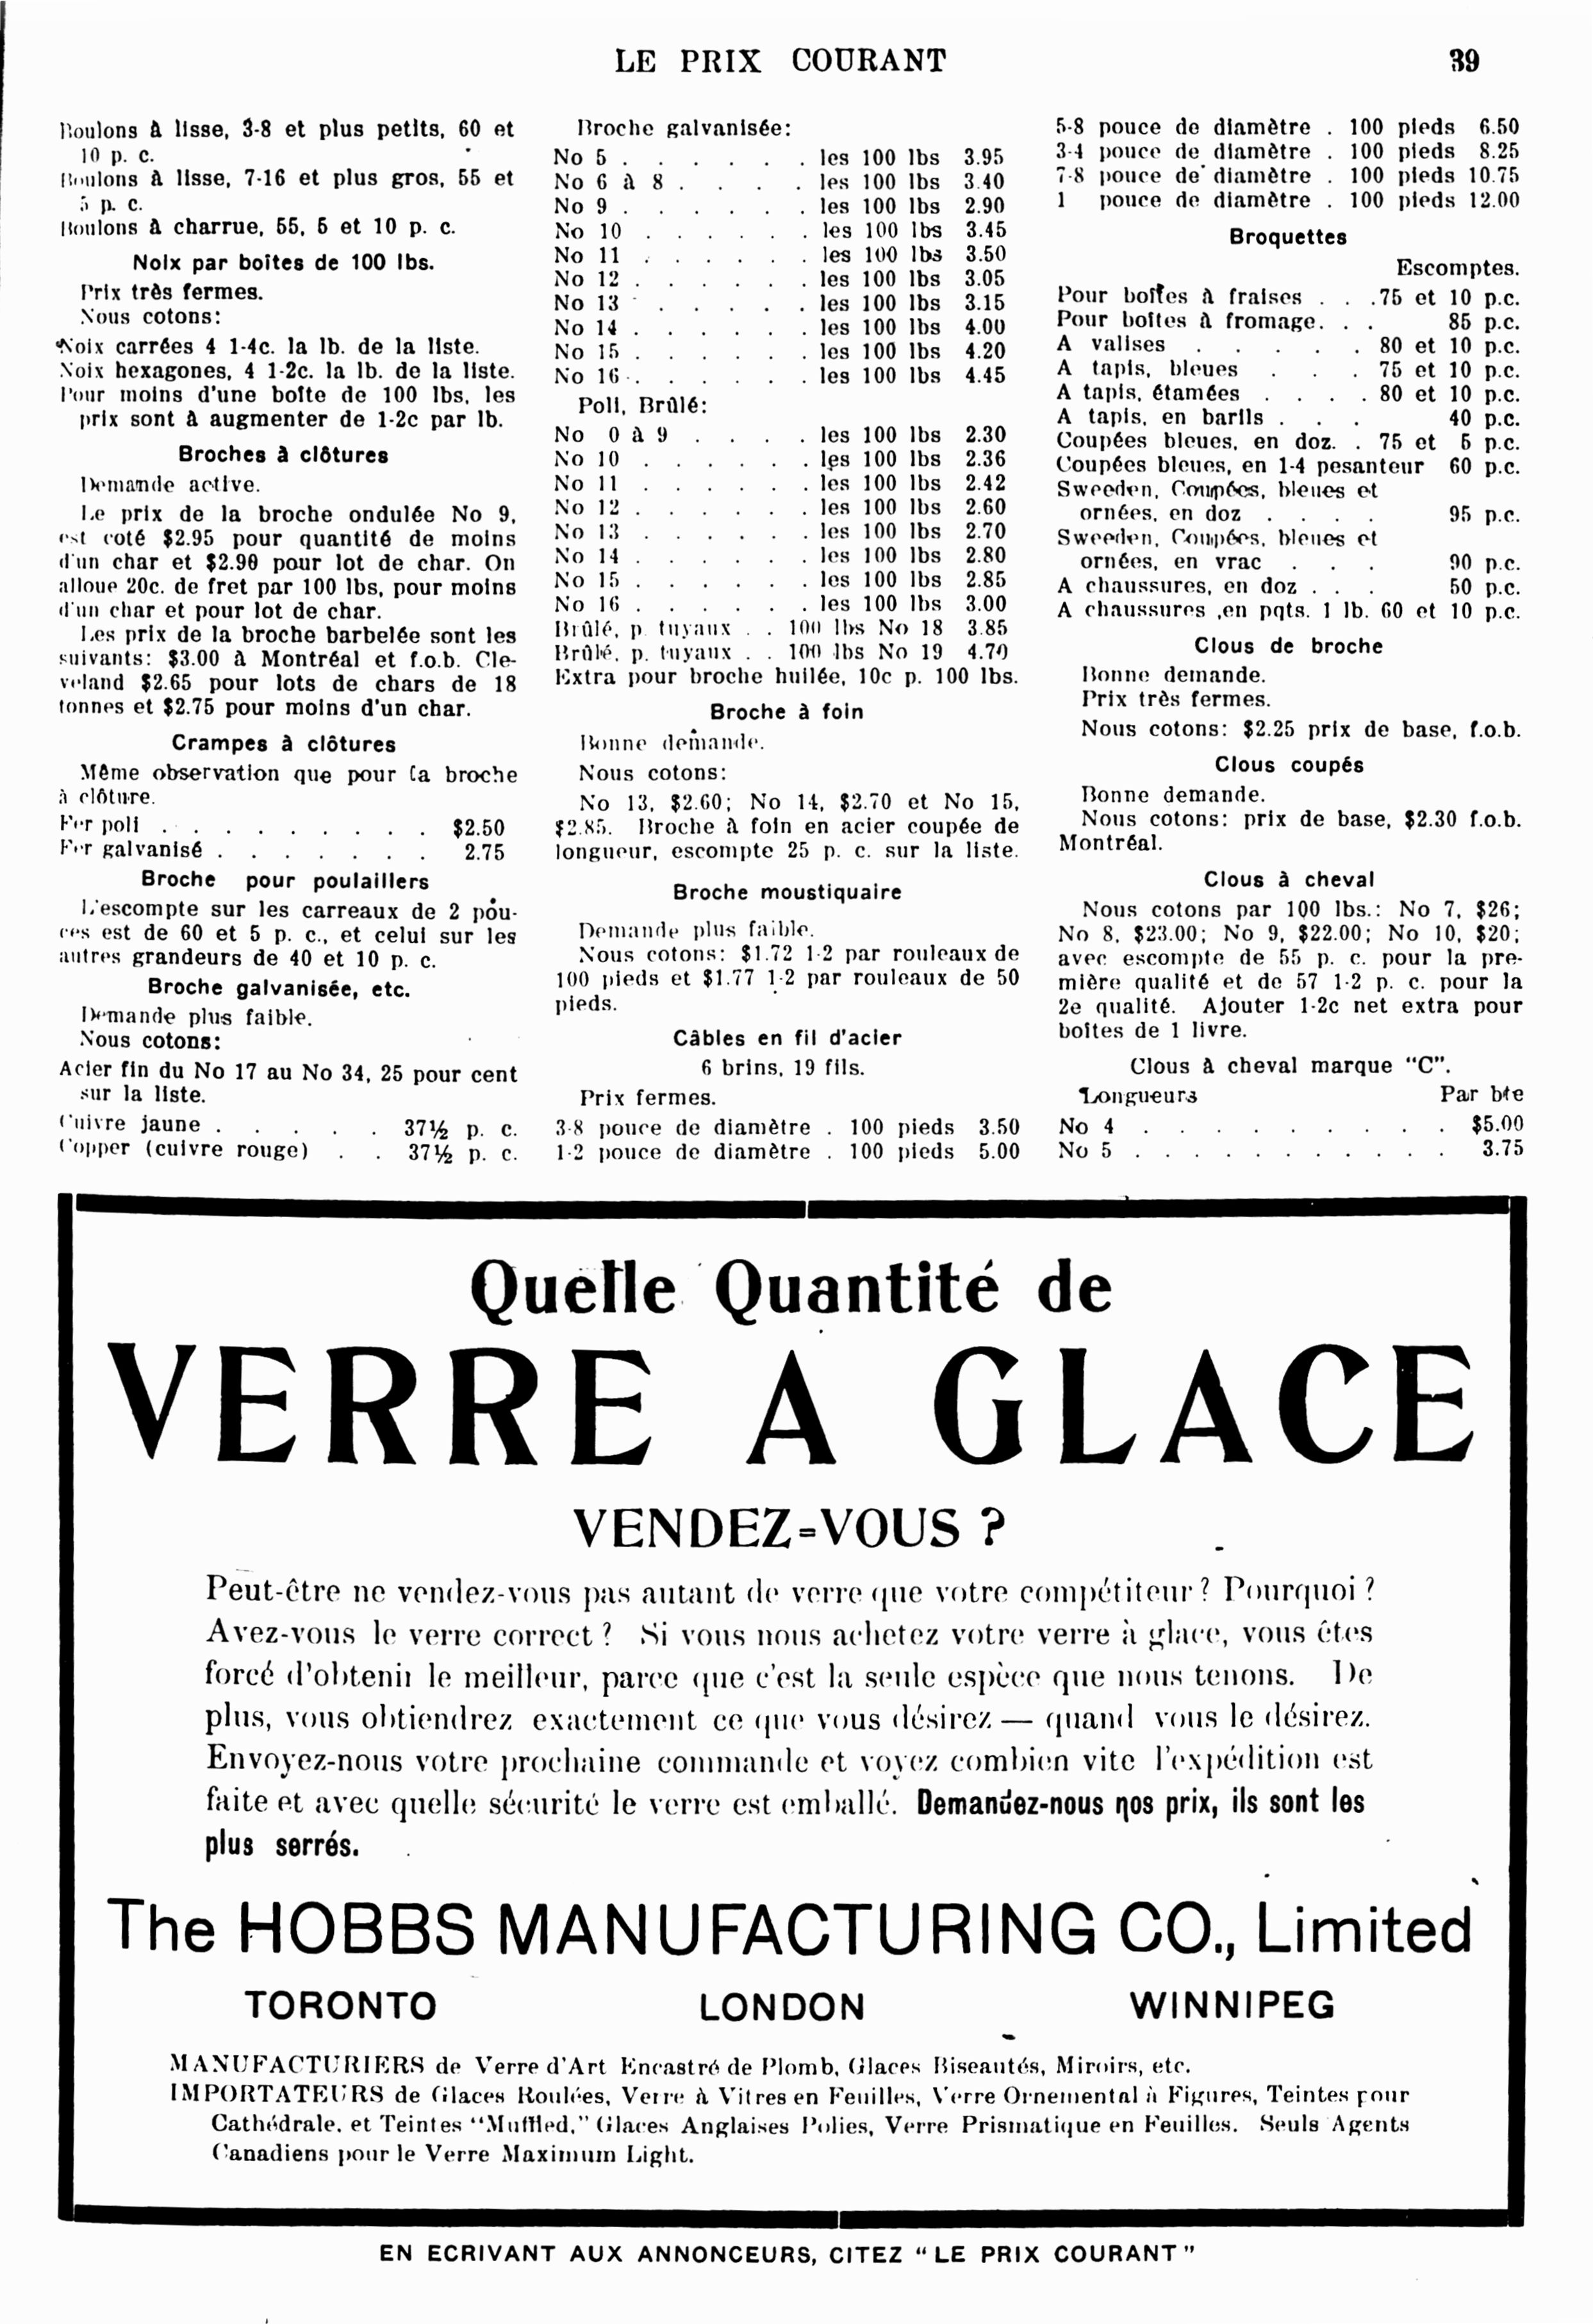 LE PRIX COURANT
39
Boulons à lisse, 3-8 et plus petits, 60 et
10 p. c.
Boulons à lisse, 7-16 et plus gros, 55 et
5 p. c.
Boulons à charrue, 55, 5 et 10 p. c.
Noix par boîtes de 100 lbs.
Prix très fermes.
Nous cotons:
Noix carrées 4 1-4c. la lb. de la liste.
Noix hexagones, 4 1-2c. la lb. de la liste.
Pour moins d'une boîte de 100 lbs, les
prix sont à augmenter de 1-2c par lb.
Broches à clôtures
Demande active.
Le prix de la broche ondulée No 9,
est coté $2.95 pour quantité de moins
d'un char et $2.90 pour lot de char. On
alloue 20c. de fret par 100 lbs, pour moins
d'un char et pour lot de char.
Les prix de la broche barbelée sont les
suivants: $3.00 à Montréal et f.o.b. Cle-
veland $2.65 pour lots de chars de 18
tonnes et $2.75 pour moins d'un char.
Crampes à clôtures
Même observation que pour la broche
à clôture.
Fer poli . . . . . . . . . $2.50
Fer galvanisé . . . . . . . 2.75
Broche pour poulaillers
L'escompte sur les carreaux de 2 pou-
ces est de 60 et 5 p. c., et celui sur les
autres grandeurs de 40 et 10 p. c.
Broche galvanisée, etc.
Demande plus faible.
Nous cotons:
Acier fin du No 17 au No 34, 25 pour cent
sur la liste.
Cuivre jaune . . . . . 37½ p. c.
Copper (cuivre rouge) . . 37½ p. c.
Broche galvanisée:
No 5 . . . . . . les 100 lbs 3.95
No 6 à 8 . . . . les 100 lbs 3.40
No 9 . . . . . . les 100 lbs 2.90
No 10 . . . . . . les 100 lbs 3.45
No 11 . . . . . . les 100 lbs 3.50
No 12 . . . . . . les 100 lbs 3.05
No 13 . . . . . les 100 lbs 3.15
No 14 . . . . . . les 100 lbs 4.00
No 15 . . . . . . les 100 lbs 4.20
No 16 . . . . . . les 100 lbs 4.45
Poli, Brûlé:
No 0 à 9 . . . . les 100 lbs 2.30
No 10 . . . . . . les 100 lbs 2.36
No 11 . . . . . . les 100 lbs 2.42
No 12 . . . . . . les 100 lbs 2.60
No 13 . . . . . . les 100 lbs 2.70
No 14 . . . . . . les 100 lbs 2.80
No 15 . . . . . . les 100 lbs 2.85
No 16 . . . . . . les 100 lbs 3.00
Brûlé, p. tuyaux . . 100 lbs No 18 3.85
Brûlé, p. tuyaux . . 100 lbs No 19 4.70
Extra pour broche huilée, 10c p. 100 lbs.
Broche à foin
Bonne demande.
Nous cotons:
No 13, $2.60; No 14, $2.70 et No 15,
$2.85. Broche à foin en acier coupée de
longueur, escompte 25 p. c. sur la liste.
Broche moustiquaire
Demande plus faible.
Nous cotons: $1.72 1-2 par rouleaux de
100 pieds et $1.77 1-2 par rouleaux de 50
pieds.
Câbles en fil d'acier
6 brins, 19 fils.
Prix fermes.
3-8 pouce de diamètre . 100 pieds 3.50
1-2 pouce de diamètre . 100 pieds 5.00
5-8 pouce de diamètre . 100 pieds 6.50
3-4 pouce de diamètre . 100 pieds 8.25
7-8 pouce de diamètre . 100 pieds 10.75
1 pouce de diamètre . 100 pieds 12.00
Broquettes
Escomptes.
Pour boîtes à fraises . . .75 et 10 p.c.
Pour boîtes à fromage. . . 85 p.c.
A valises . . . . . 80 et 10 p.c.
A tapis, bleues . . . 75 et 10 p.c.
A tapis, étamées . . . . 80 et 10 p.c.
A tapis, en barils . . . 40 p.c.
Coupées bleues, en doz. . 75 et 5 p.c.
Coupées bleues, en 1-4 pesanteur 60 p.c.
Sweeden, Coupées, bleues et
ornées, en doz . . . . 95 p.c.
Sweeden, Coupées, bleues et
ornées, en vrac . . . 90 p.c.
A chaussures, en doz . . . 50 p.c.
A chaussures ,en pqts. 1 lb. 60 et 10 p.c.
Clous de broche
Bonne demande.
Prix très fermes.
Nous cotons: $2.25 prix de base, f.o.b.
Clous coupés
Bonne demande.
Nous cotons: prix de base, $2.30 f.o.b.
Montréal.
Clous à cheval
Nous cotons par 100 lbs.: No 7, $26;
No 8, $23.00; No 9, $22.00; No 10, $20;
avec escompte de 55 p. c. pour la pre-
mière qualité et de 57 1-2 p. c. pour la
2e qualité. Ajouter 1-2c net extra pour
boîtes de 1 livre.
Clous à cheval marque "C".
Longueurs Par bte
No 4 . . . . . . . . . . $5.00
No 5 . . . . . . . . . . . 3.75
Quelle Quantité de
VERRE A GLACE
VENDEZ-VOUS ?
Peut-être ne vendez-vous pas autant de verre que votre compétiteur ? Pourquoi ?
Avez-vous le verre correct ? Si vous nous achetez votre verre à glace, vous êtes
forcé d'obtenir le meilleur, parce que c'est la seule espèce que nous tenons. De
plus, vous obtiendrez exactement ce que vous désirez — quand vous le désirez.
Envoyez-nous votre prochaine commande et voyez combien vite l'expédition est
faite et avec quelle sécurité le verre est emballé. Demandez-nous nos prix, ils sont les
plus serrés.
The HOBBS MANUFACTURING CO., Limited
TORONTO LONDON WINNIPEG
MANUFACTURIERS de Verre d'Art Encastré de Plomb, Glaces Biseautés, Miroirs, etc.
IMPORTATEURS de Glaces Roulées, Verre à Vitres en Feuilles, Verre Ornemental à Figures, Teintes pour
Cathédrale, et Teintes "Muffled," Glaces Anglaises Polies, Verre Prismatique en Feuilles. Seuls Agents
Canadiens pour le Verre Maximum Light.
EN ECRIVANT AUX ANNONCEURS, CITEZ "LE PRIX COURANT"